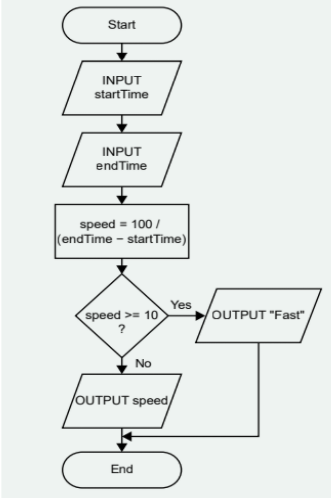 Start
INPUT
startTime
INPUT
endTime
speed = 100 /
(endTime − startTime)
speed >= 10
?
Yes
OUTPUT "Fast"
No
OUTPUT speed
End